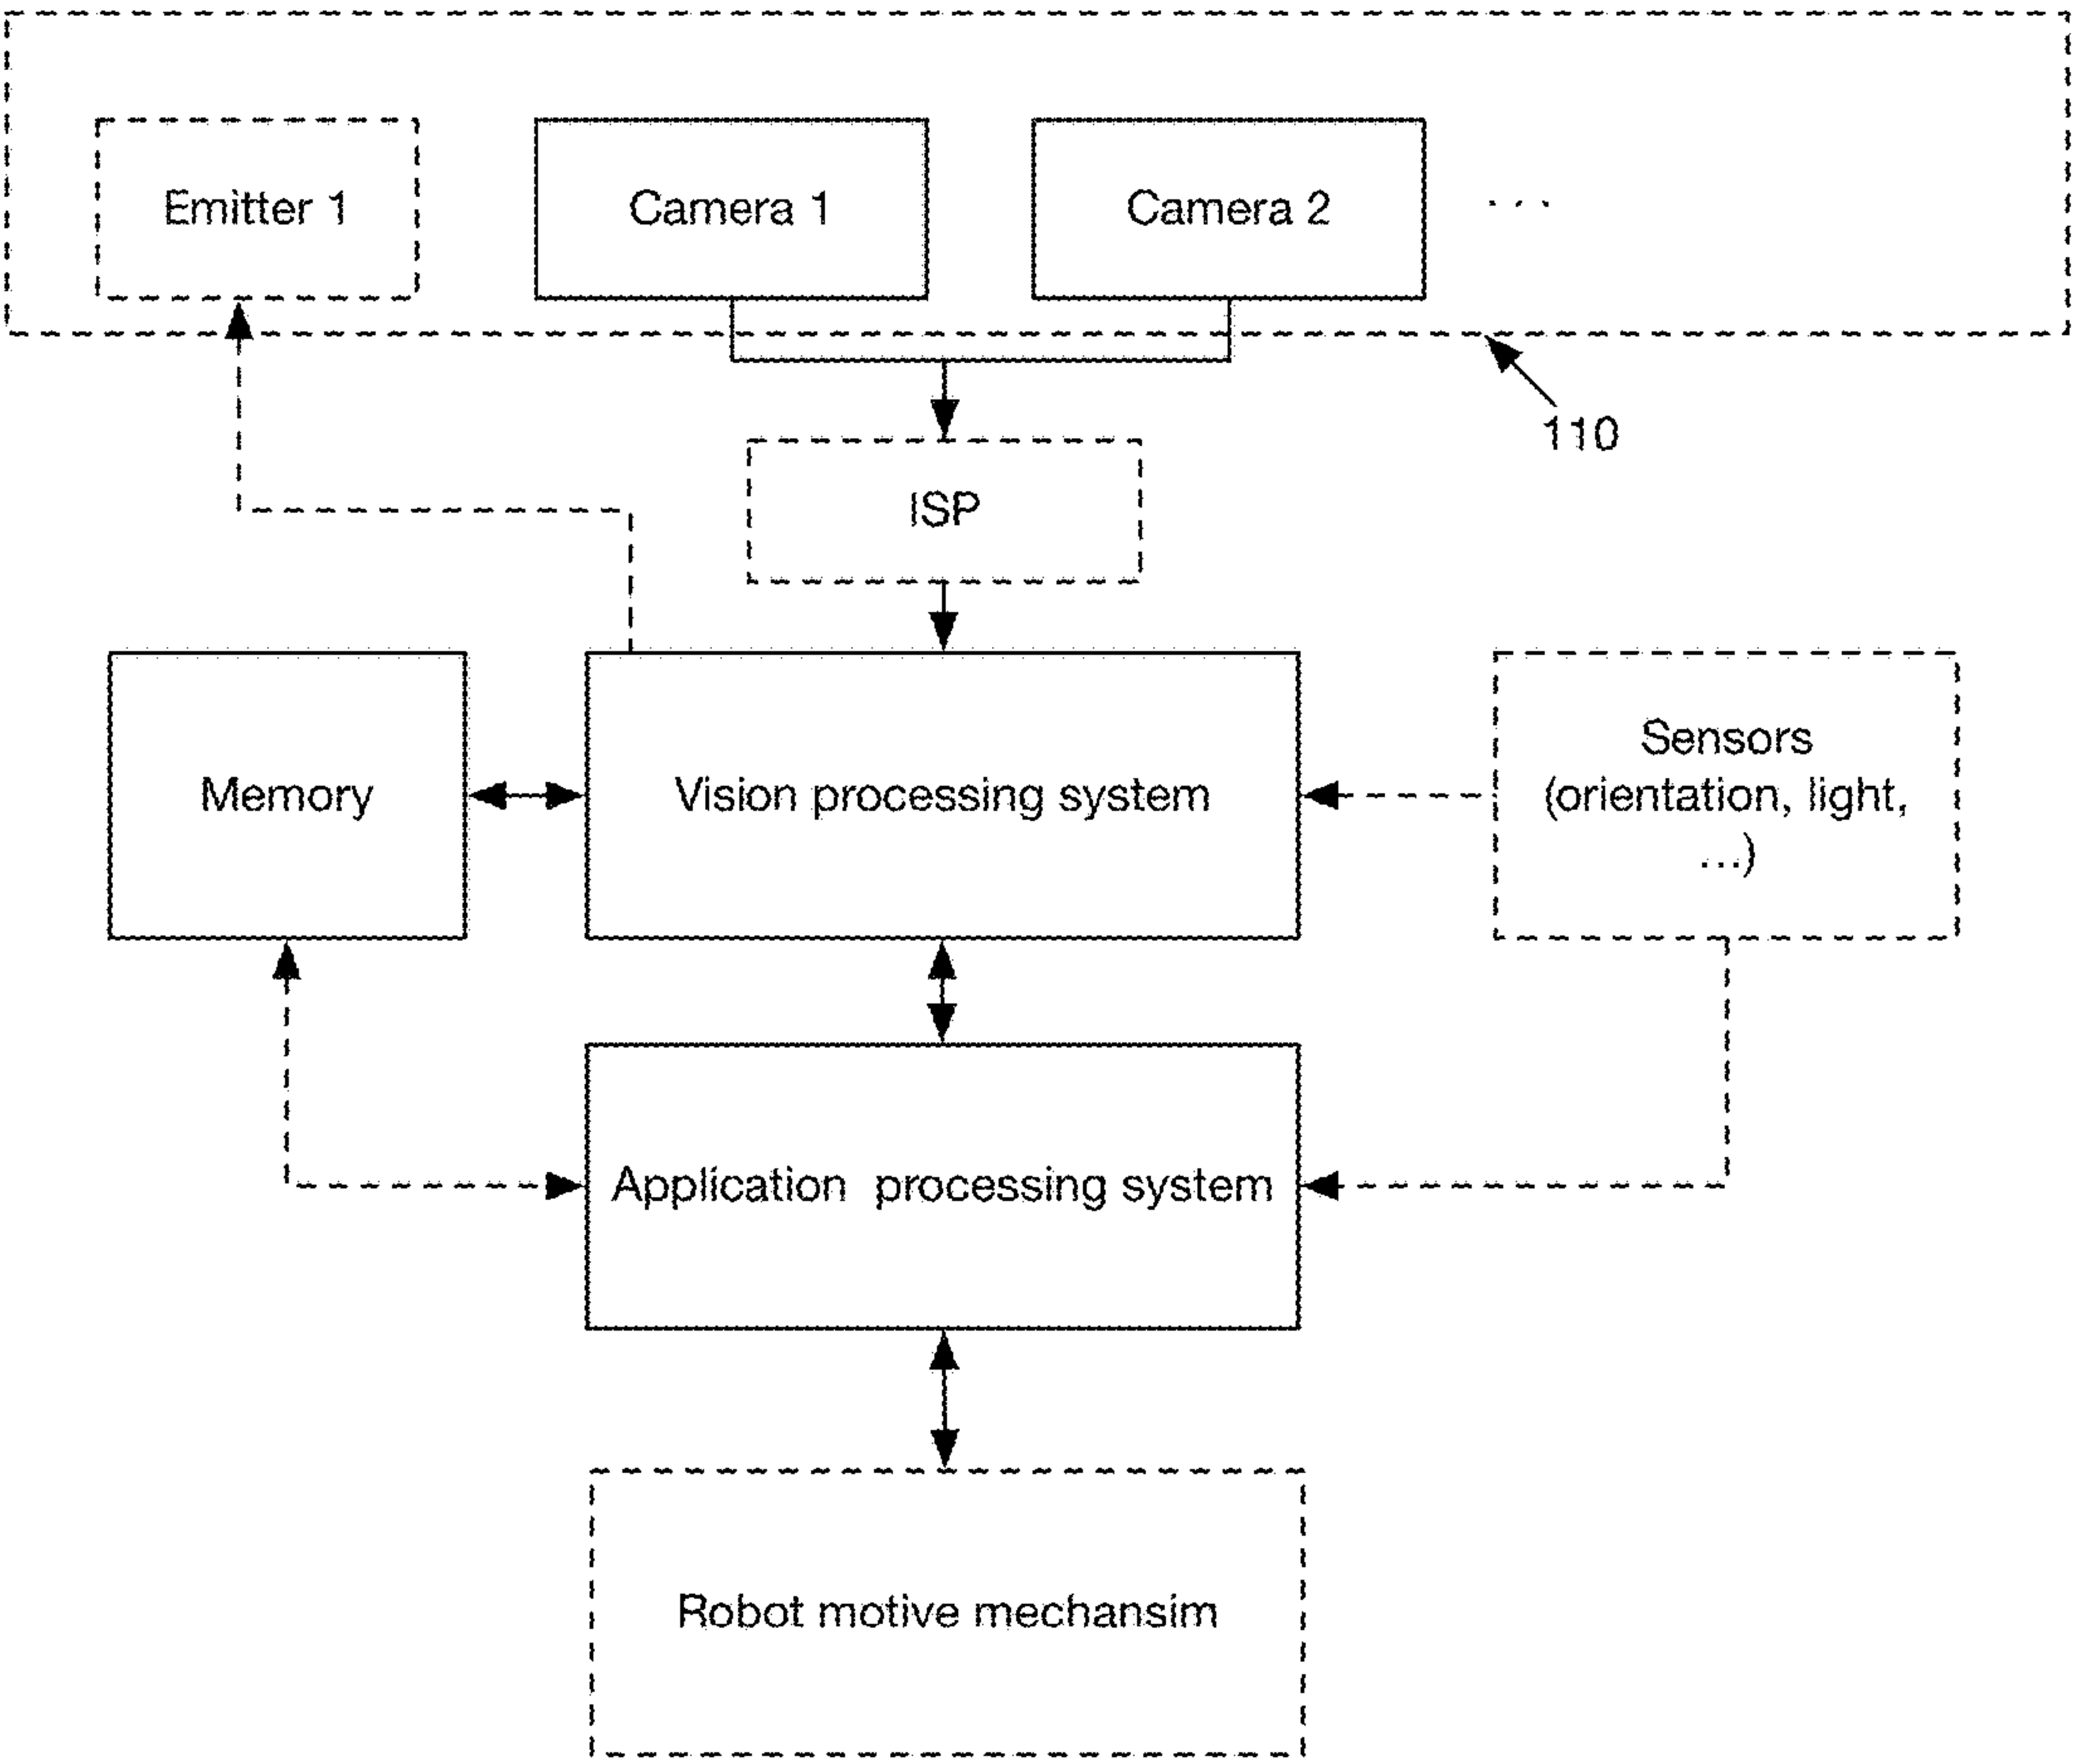 Emitter 1
Camera 1
Camera 2
. . .
110
ISP
Memory
Vision processing system
Sensors
(orientation, light,
...)
Application processing system
Robot motive mechansim